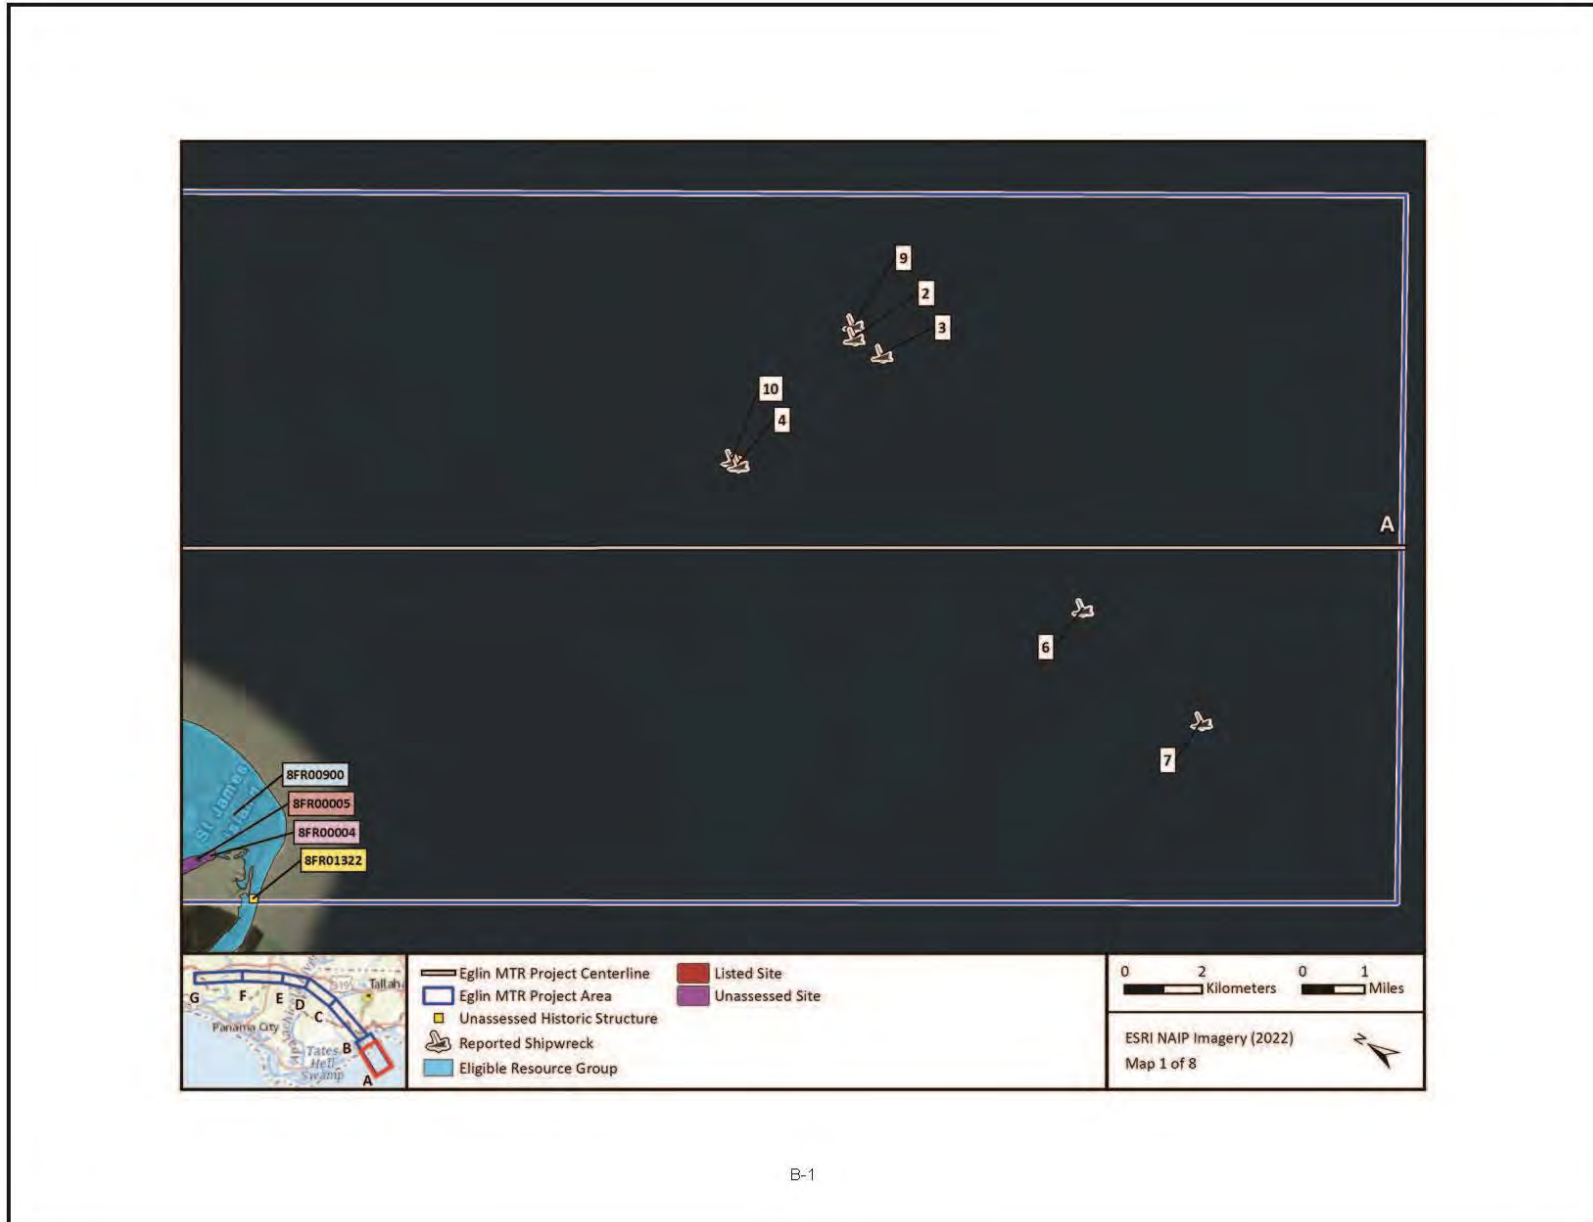 9
2
3
10
4
A
6
7
8FR00900
8FR00005
8FR00004
8FR01322
St James
Island
G
F
E
D
C
B
A
319
Tallah
Panama City
Tates
Hell
Swamp
Eglin MTR Project Centerline
Eglin MTR Project Area
Unassessed Historic Structure
Reported Shipwreck
Eligible Resource Group
Listed Site
Unassessed Site
0 2
Kilometers
0 1
Miles
ESRI NAIP Imagery (2022)
Map 1 of 8
N
B-1